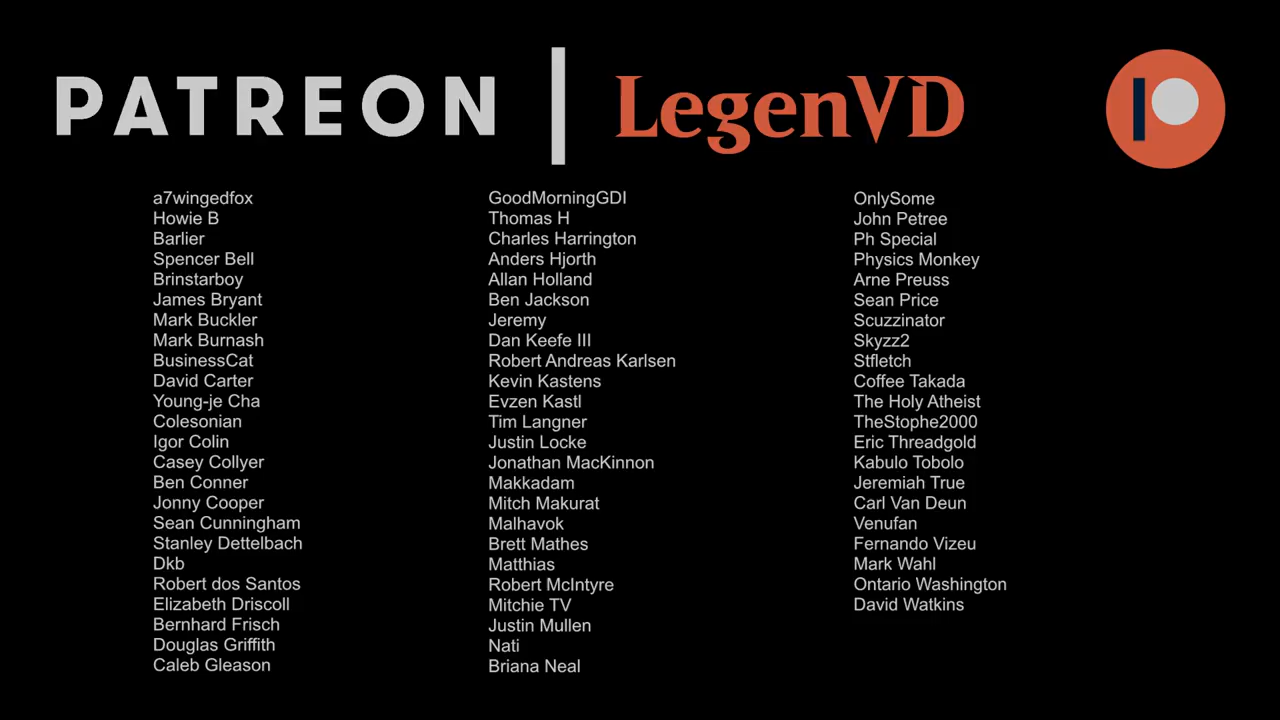 PATREON | LegenVD
a7wingedfox
Howie B
Barlier
Spencer Bell
Brinstarboy
James Bryant
Mark Buckler
Mark Burnash
BusinessCat
David Carter
Young-je Cha
Colesonian
Igor Colin
Casey Collyer
Ben Conner
Jonny Cooper
Sean Cunningham
Stanley Dettelbach
Dkb
Robert dos Santos
Elizabeth Driscoll
Bernhard Frisch
Douglas Griffith
Caleb Gleason
GoodMorningGDI
Thomas H
Charles Harrington
Anders Hjorth
Allan Holland
Ben Jackson
Jeremy
Dan Keefe III
Robert Andreas Karlsen
Kevin Kastens
Evzen Kastl
Tim Langner
Justin Locke
Jonathan MacKinnon
Makkadam
Mitch Makurat
Malhavok
Brett Mathes
Matthias
Robert McIntyre
Mitchie TV
Justin Mullen
Nati
Briana Neal
OnlySome
John Petree
Ph Special
Physics Monkey
Arne Preuss
Sean Price
Scuzzinator
Skyzz2
Stfletch
Coffee Takada
The Holy Atheist
TheStophe2000
Eric Threadgold
Kabulo Tobolo
Jeremiah True
Carl Van Deun
Venufan
Fernando Vizeu
Mark Wahl
Ontario Washington
David Watkins